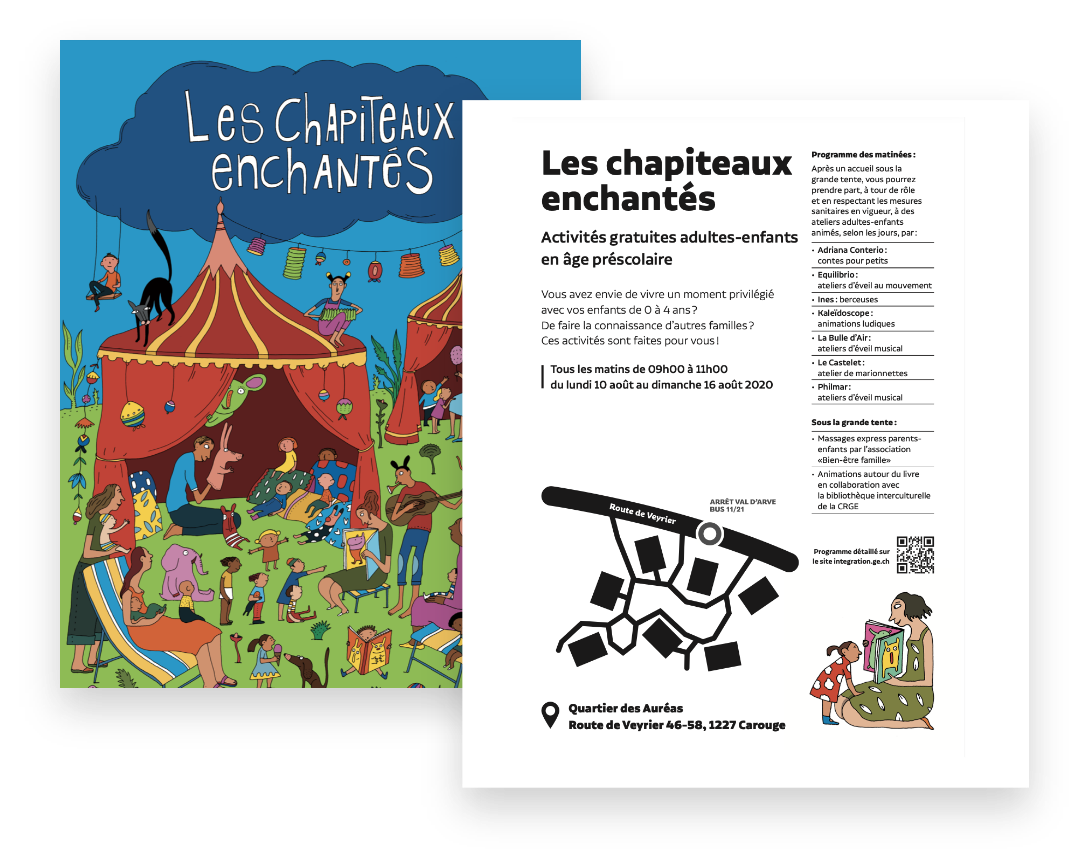 Les Chapiteaux
enchantés
Les chapiteaux
enchantés
Activités gratuites adultes-enfants
en âge préscolaire
Vous avez envie de vivre un moment privilégié
avec vos enfants de 0 à 4 ans?
De faire la connaissance d'autres familles?
Ces activités sont faites pour vous!
Tous les matins de 09h00 à 11h00
du lundi 10 août au dimanche 16 août 2020
ARRÊT VAL D'ARVE
BUS 11/21
Route de Veyrier
Quartier des Auréas
Route de Veyrier 46-58, 1227 Carouge
Programme des matinées:
Après un accueil sous la
grande tente, vous pourrez
prendre part, à tour de rôle
et en respectant les mesures
sanitaires en vigueur, à des
ateliers adultes-enfants
animés, selon les jours, par:
• Adriana Conterio:
contes pour petits
• Equilibrio:
ateliers d'éveil au mouvement
• Ines: berceuses
• Kaleïdoscope:
animations ludiques
• La Bulle d'Air:
ateliers d'éveil musical
• Le Castelet:
atelier de marionnettes
• Philmar:
ateliers d'éveil musical
Sous la grande tente:
• Massages express parents-
enfants par l'association
«Bien-être famille»
• Animations autour du livre
en collaboration avec
la bibliothèque interculturelle
de la CRGE
Programme détaillé sur
le site integration.ge.ch